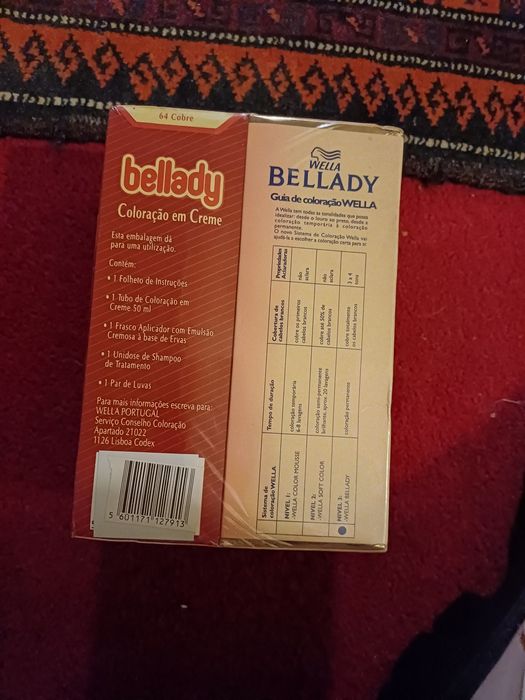 64 Cobre
bellady
Coloração em Creme
Esta embalagem dá
para uma utilização.
Contém:
• 1 Folheto de Instruções
• 1 Tubo de Coloração em
Creme 50 ml
• 1 Frasco Aplicador com Emulsão
Cremosa à base de Ervas
• 1 Unidose de Shampoo
de Tratamento
• 1 Par de Luvas
Para mais informações escreva para:
WELLA PORTUGAL
Serviço Conselho Coloração
Apartado 21022
1126 Lisboa Codex
5 601171 127913
WELLA
BELLADY
Guia de coloração WELLA
A Wella tem todas as tonalidades que possa
idealizar: desde o louro ao preto, desde a
coloração temporária à coloração
permanente.
O novo Sistema de Coloração Wella vai
ajudá-la a escolher a coloração certa para si:
Sistema de
coloração WELLA
Tempo de duração
Cobertura de
cabelos brancos
Propriedades
Aclaradoras
NIVEL 1:
-WELLA COLOR MOUSSE
coloração temporária
6-8 lavagens
cobre os primeiros
cabelos brancos
não
aclara
NIVEL 2:
-WELLA SOFT COLOR
coloração semi-permanente
brilhante, aprox. 20 lavagens
cobre até 50% de
cabelos brancos
não
aclara
NIVEL 3:
-WELLA BELLADY
coloração permanente
cobre totalmente
os cabelos brancos
3 a 4
tons